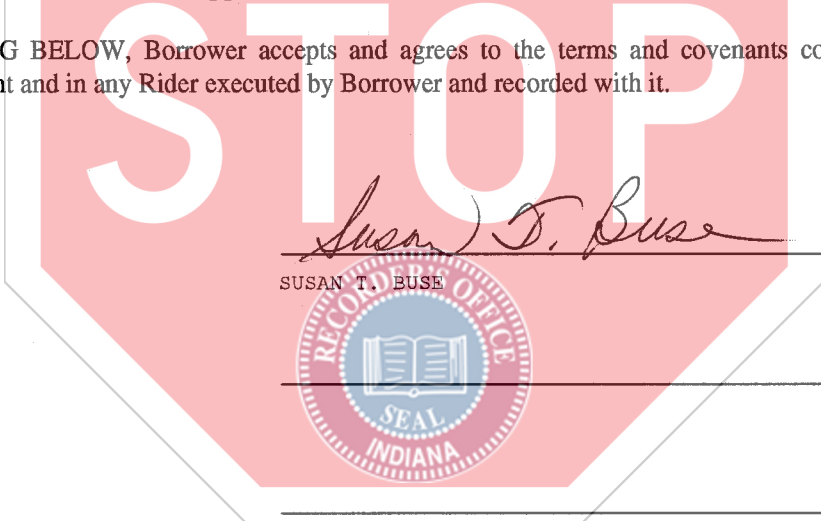 G BELOW, Borrower accepts and agrees to the terms and covenants co
nt and in any Rider executed by Borrower and recorded with it.
STOP
Susan T. Buse
SUSAN T. BUSE
RECORDER'S OFFICE
SEAL
INDIANA